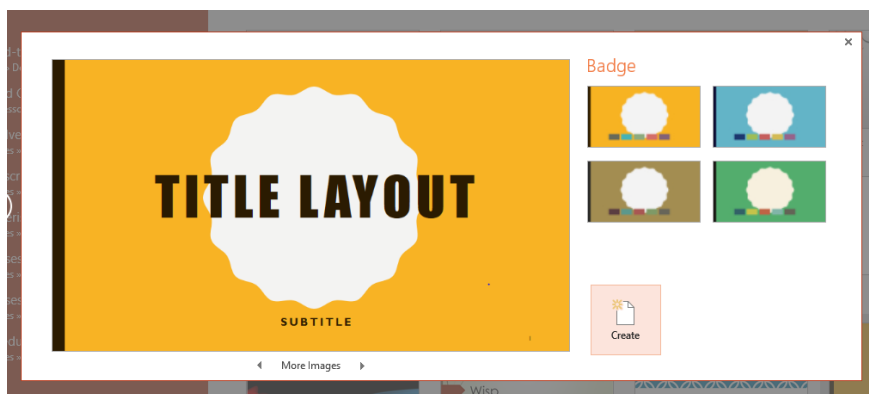 Badge
TITLE LAYOUT
SUBTITLE
More Images
Create
Wisp